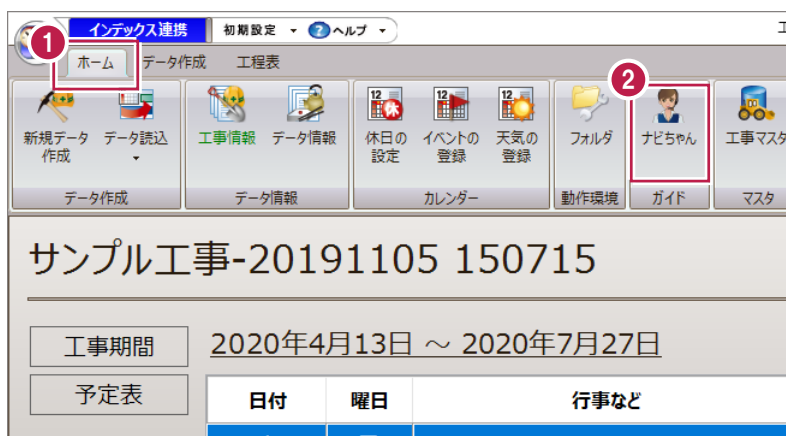 インデックス連携 初期設定 ヘルプ
1
ホーム データ作成 工程表
2
新規データ作成 データ読込 工事情報 データ情報 休日の設定 イベントの登録 天気の登録 フォルダ ナビちゃん 工事マスタ
データ作成 データ情報 カレンダー 動作環境 ガイド マスタ
サンプル工事-20191105 150715
工事期間 2020年4月13日 ～ 2020年7月27日
予定表 日付 曜日 行事など